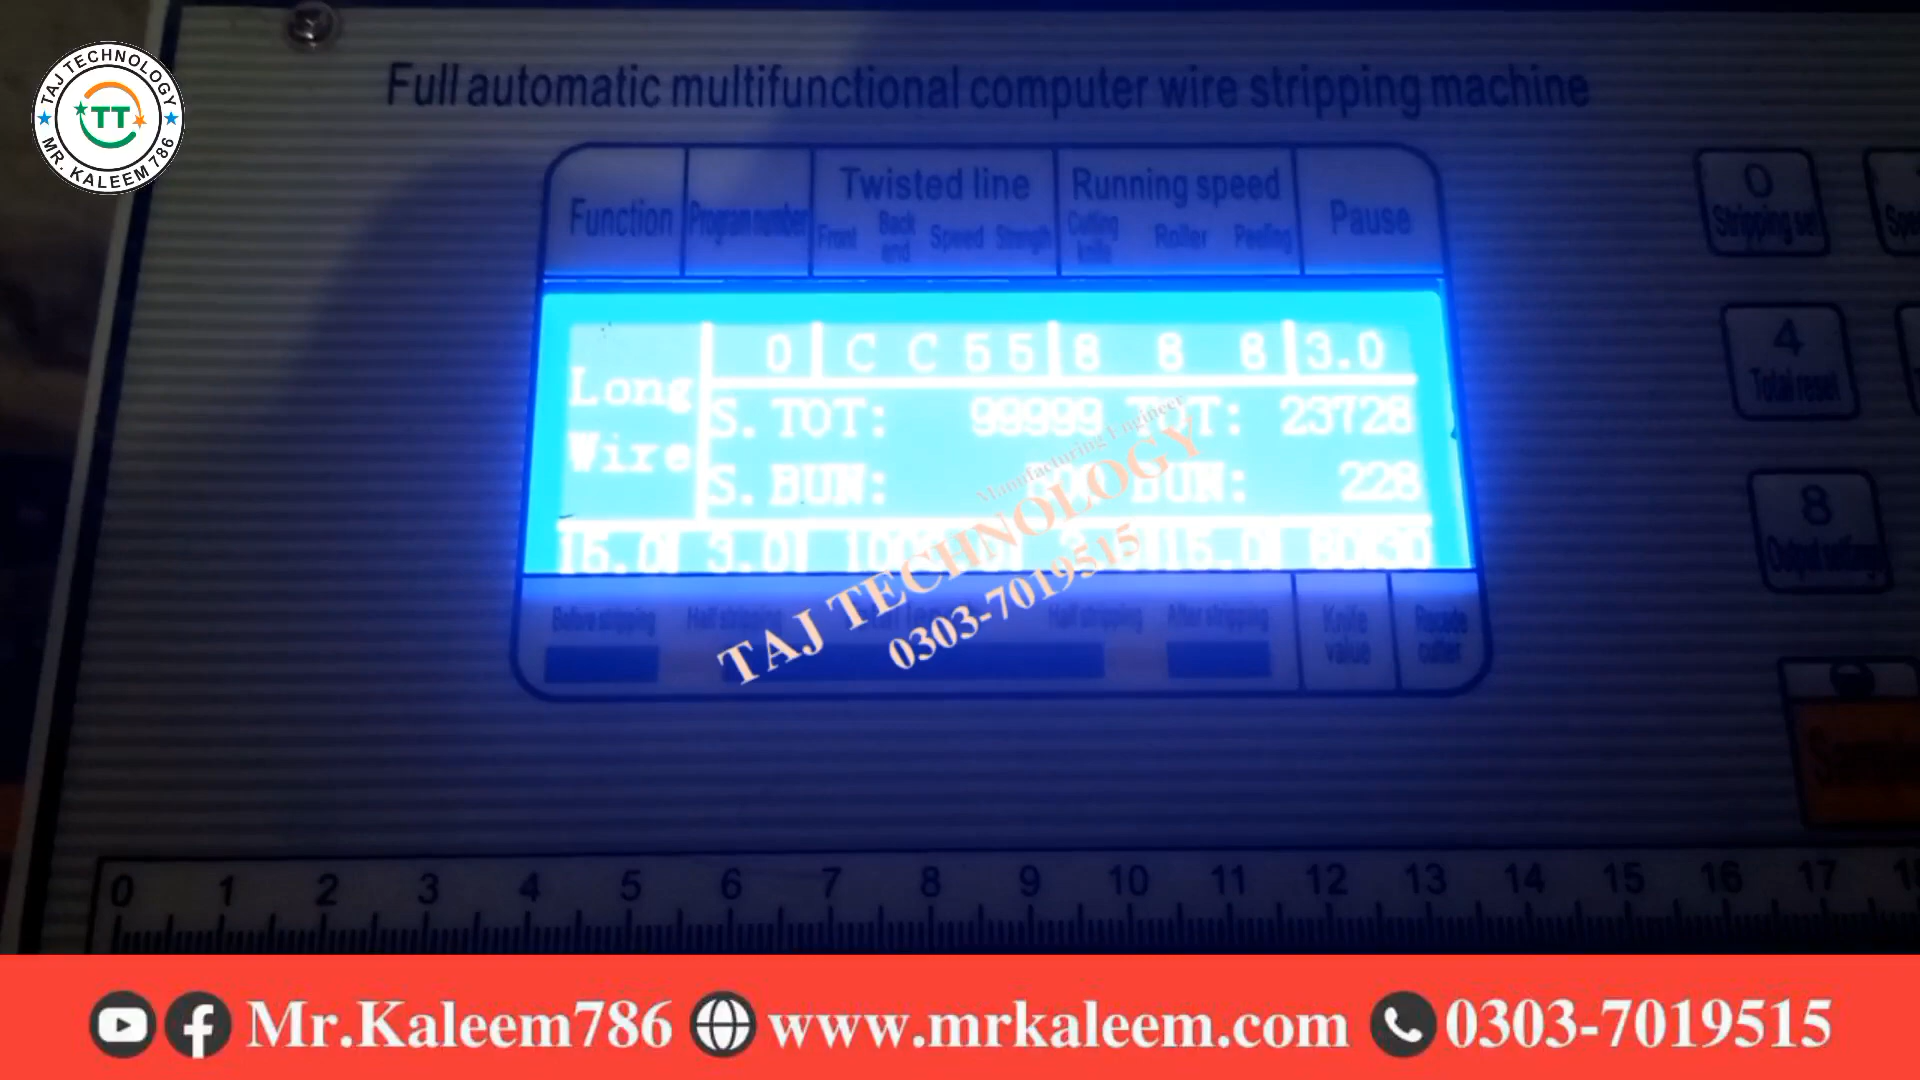 TAJ TECHNOLOGY
TT
MR. KALEEM 786
Full automatic multifunctional computer wire stripping machine
Function
Program number
Twisted line
Front Back end Speed Strength
Running speed
Cutting knife Roller Peeling
Pause
0
Stripping set
Long Wire
0 C C 5 5 8 8 8 3.0
S.TOT: 99999 TOT: 23728
S.BUN: BUN: 228
15.0 3.0 15.0 80 30
4
Total reset
8
Output setting
Before stripping Half stripping Half stripping After stripping Knife value
Manufacturing Engineer
TAJ TECHNOLOGY
0303-7019515
0 1 2 3 4 5 6 7 8 9 10 11 12 13 14 15 16 17
Mr.Kaleem786 www.mrkaleem.com 0303-7019515